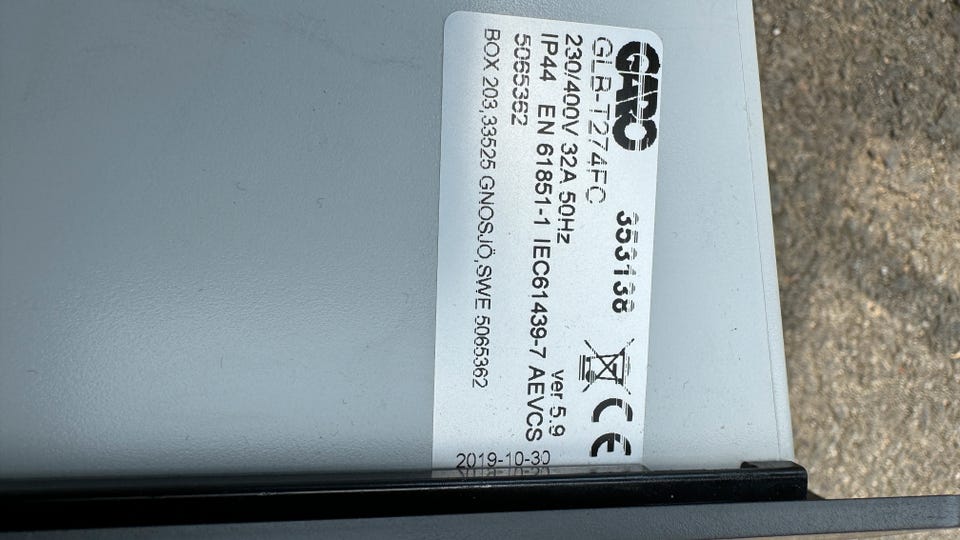 GARO 353138
GLB-T274FC
230/400V 32A 50Hz ver 5.9
IP44 EN 61851-1 IEC61439-7 AEVCS
5065362 2019-10-30
BOX 203, 33525 GNOSJÖ, SWE 5065362
CE